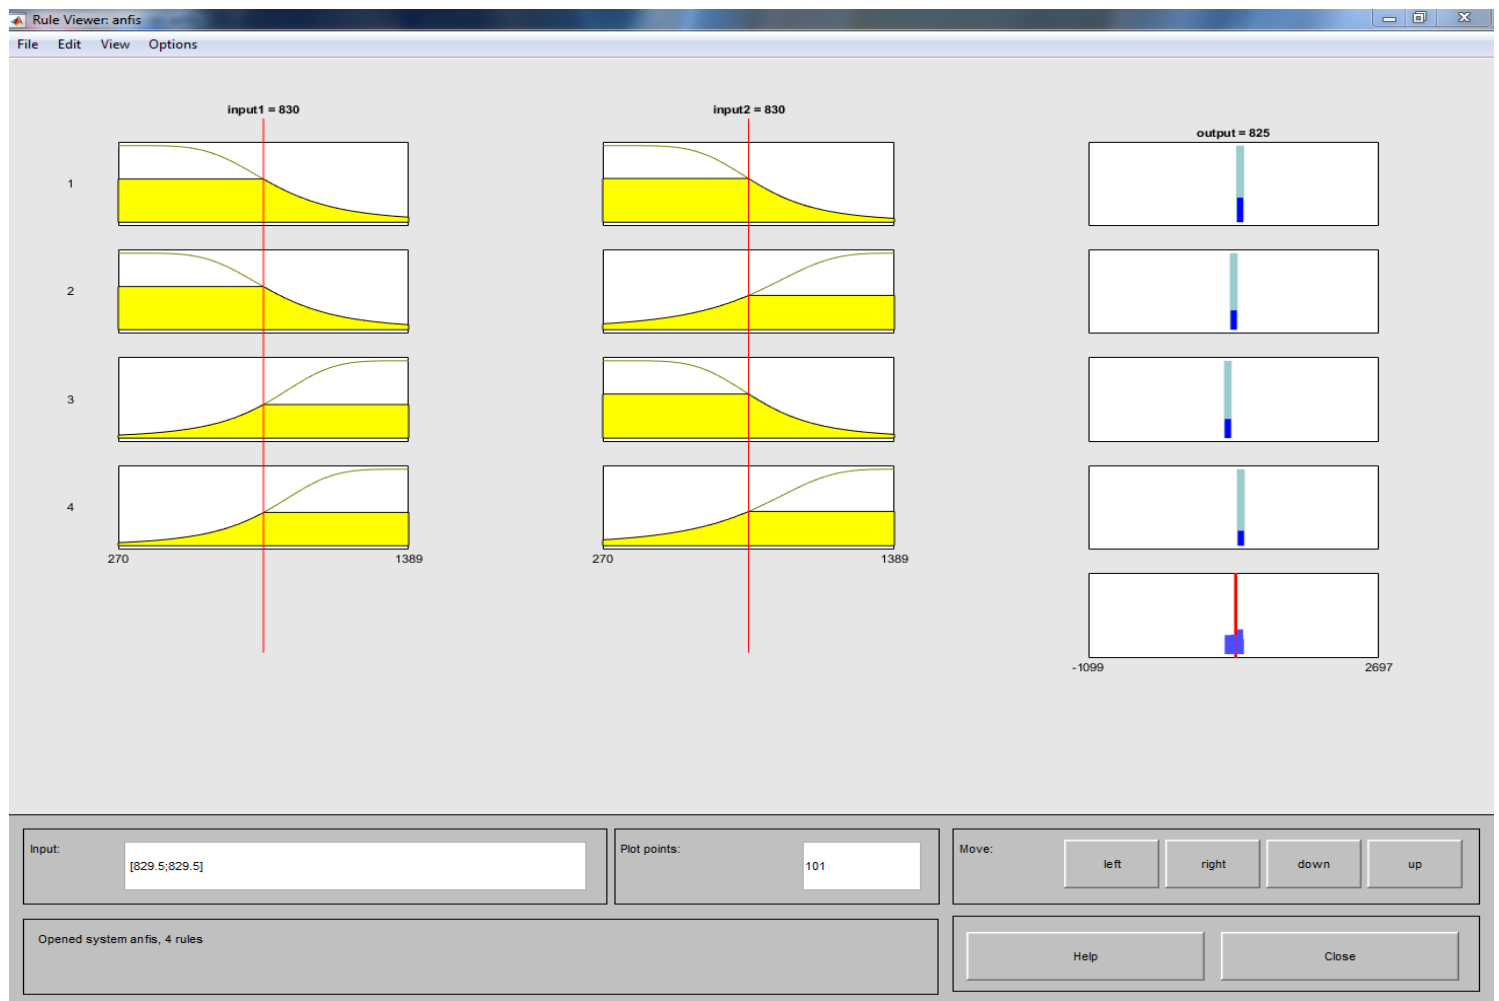 Rule Viewer: anfis
File Edit View Options
input1 = 830 input2 = 830
output = 825
1
2
3
4
270 1389 270 1389
-1099 2697
Input: [829.5;829.5]
Plot points: 101
Move: left right down up
Opened system anfis, 4 rules
Help Close